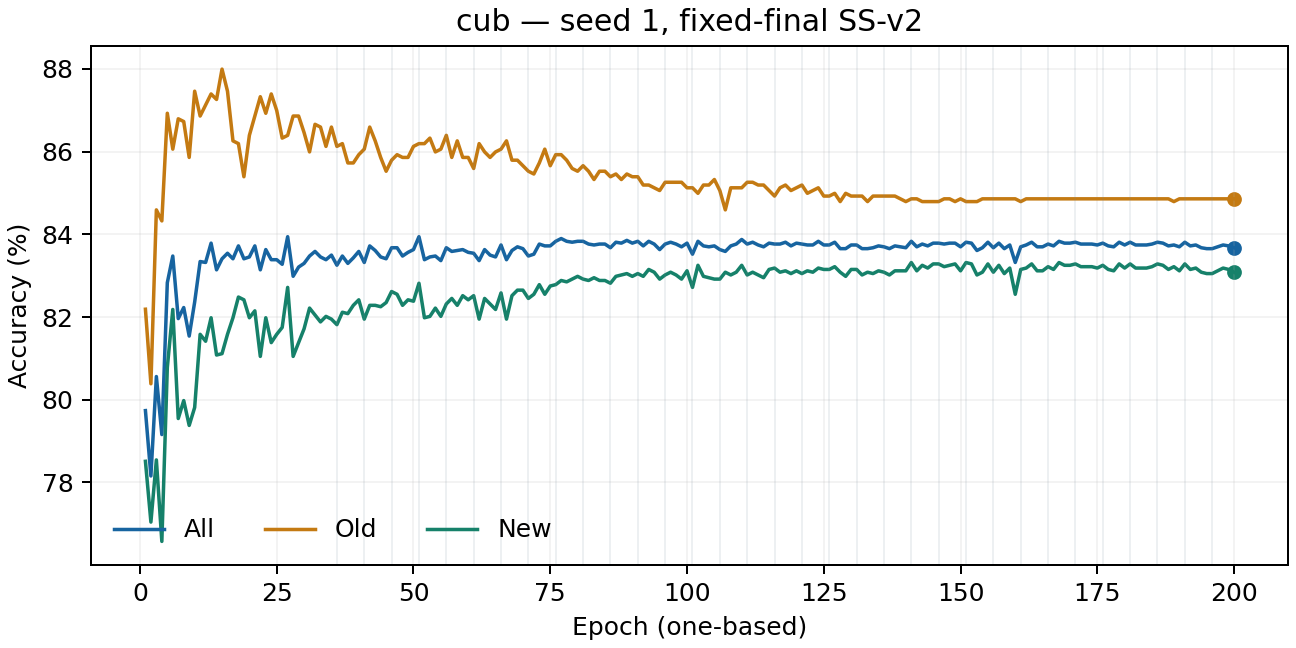 cub — seed 1, fixed-final SS-v2
Accuracy (%)
88
86
84
82
80
78
All Old New
0 25 50 75 100 125 150 175 200
Epoch (one-based)